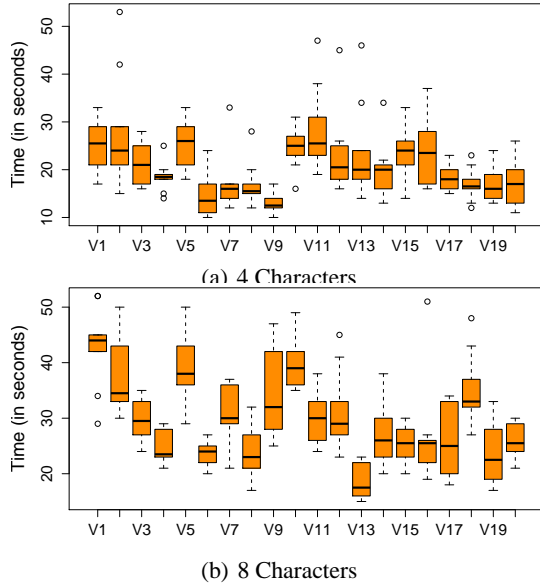 50
40
30
20
10
Time (in seconds)
V1 V3 V5 V7 V9 V11 V13 V15 V17 V19
(a) 4 Characters
50
40
30
20
Time (in seconds)
V1 V3 V5 V7 V9 V11 V13 V15 V17 V19
(b) 8 Characters